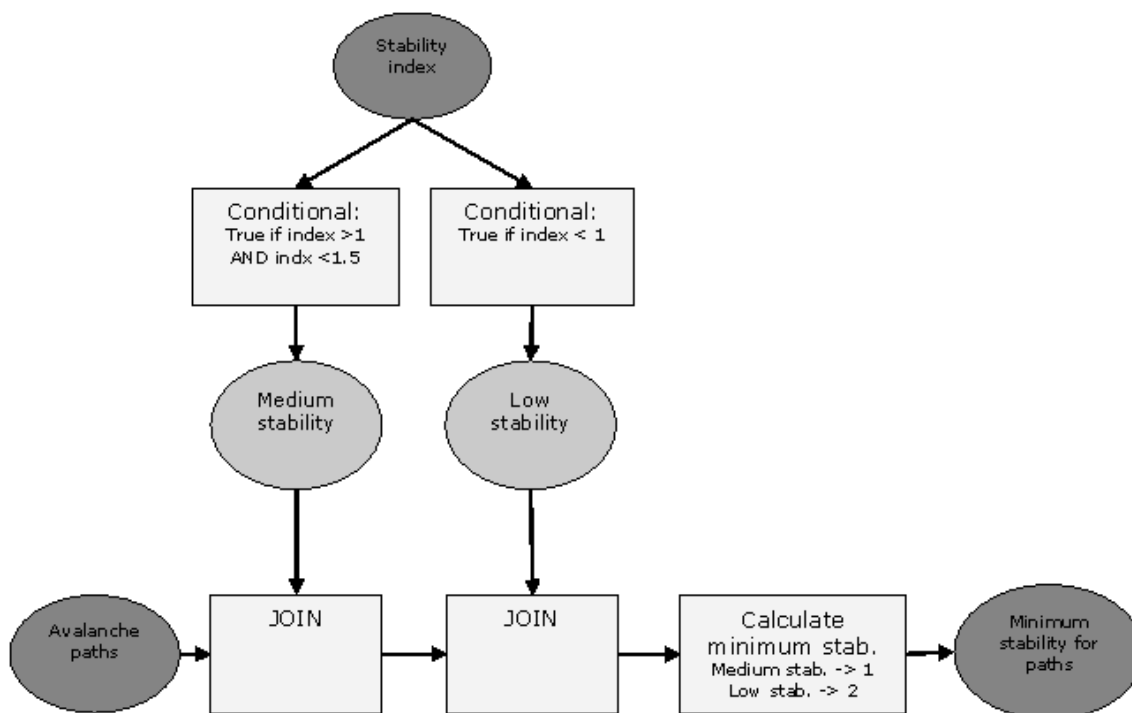 Stability
index
Conditional:
True if index >1
AND indx <1.5
Conditional:
True if index < 1
Medium
stability
Low
stability
Avalanche
paths
JOIN
JOIN
Calculate
minimum stab.
Medium stab. -> 1
Low stab. -> 2
Minimum
stability for
paths